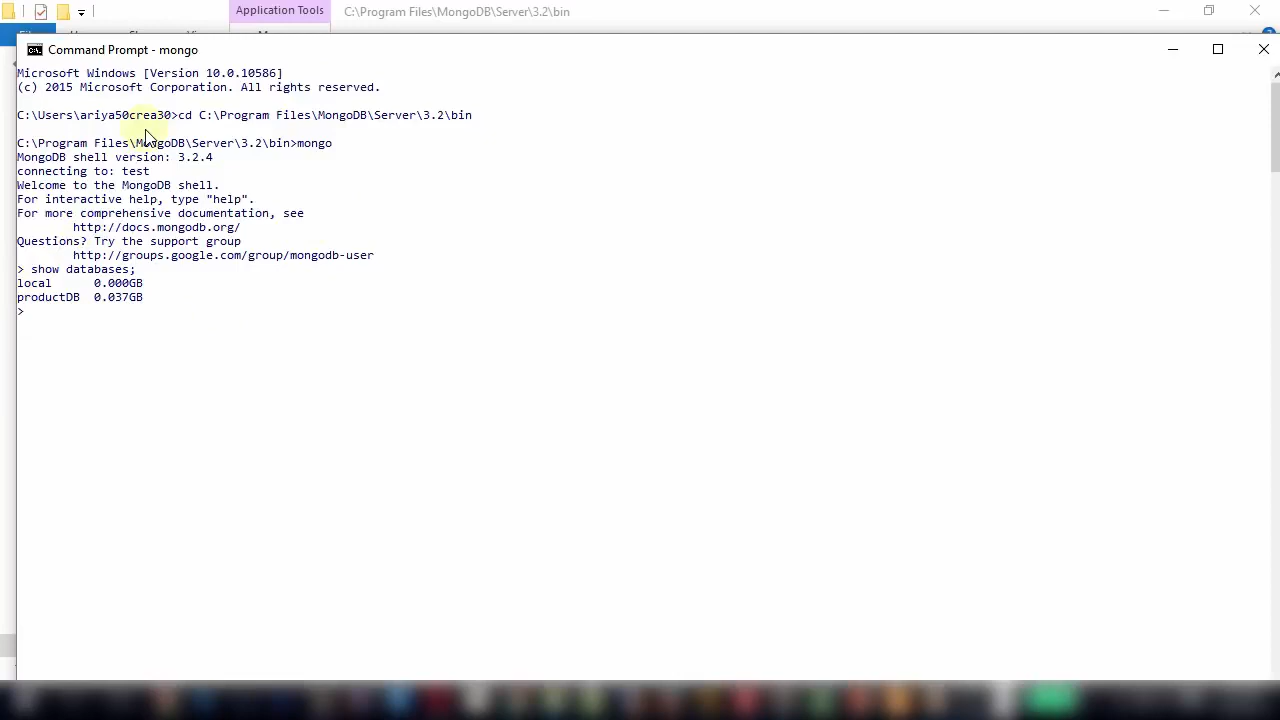 Application Tools
C:\Program Files\MongoDB\Server\3.2\bin
Command Prompt - mongo
Microsoft Windows [Version 10.0.10586]
(c) 2015 Microsoft Corporation. All rights reserved.
C:\Users\ariya50crea30>cd C:\Program Files\MongoDB\Server\3.2\bin
C:\Program Files\MongoDB\Server\3.2\bin>mongo
MongoDB shell version: 3.2.4
connecting to: test
Welcome to the MongoDB shell.
For interactive help, type "help".
For more comprehensive documentation, see
http://docs.mongodb.org/
Questions? Try the support group
http://groups.google.com/group/mongodb-user
> show databases;
local 0.000GB
productDB 0.037GB
>